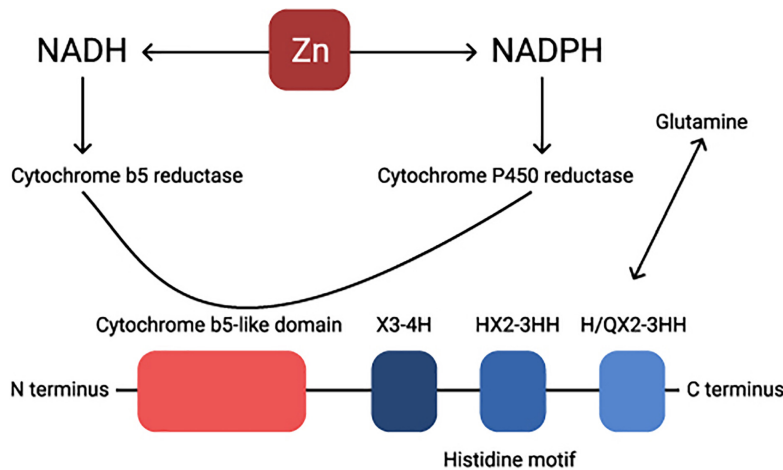 NADH
Zn
NADPH
Glutamine
Cytochrome b5 reductase
Cytochrome P450 reductase
Cytochrome b5-like domain
X3-4H
HX2-3HH
H/QX2-3HH
N terminus
C terminus
Histidine motif